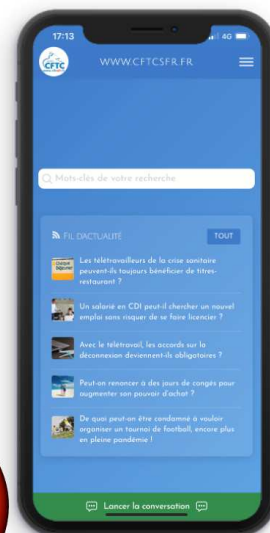 17:13
4G
CFTC
WWW.CFTCSFR.FR
Mots-clés de votre recherche
FIL D'ACTUALITÉ
TOUT
Les télétravailleurs de la crise sanitaire
peuvent-ils toujours bénéficier de titres-
restaurant ?
Un salarié en CDI peut-il chercher un nouvel
emploi sans risquer de se faire licencier ?
Avec le télétravail, les accords sur la
déconnexion deviennent-ils obligatoires ?
Peut-on renoncer à des jours de congés pour
augmenter son pouvoir d'achat ?
De quoi peut-on être condamné à vouloir
organiser un tournoi de football, encore plus
en pleine pandémie !
Lancer la conversation